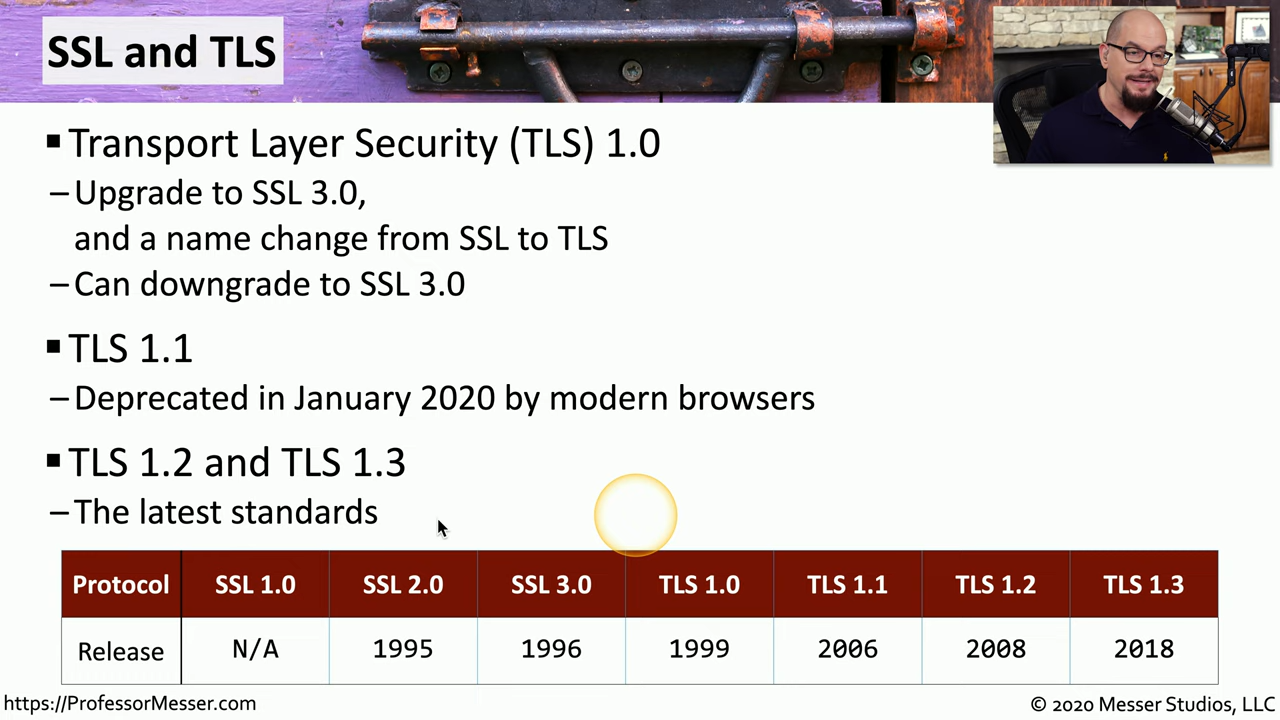 SSL and TLS
▪Transport Layer Security (TLS) 1.0
–Upgrade to SSL 3.0,
and a name change from SSL to TLS
–Can downgrade to SSL 3.0
▪TLS 1.1
–Deprecated in January 2020 by modern browsers
▪TLS 1.2 and TLS 1.3
–The latest standards
Protocol SSL 1.0 SSL 2.0 SSL 3.0 TLS 1.0 TLS 1.1 TLS 1.2 TLS 1.3
Release N/A 1995 1996 1999 2006 2008 2018
https://ProfessorMesser.com
© 2020 Messer Studios, LLC